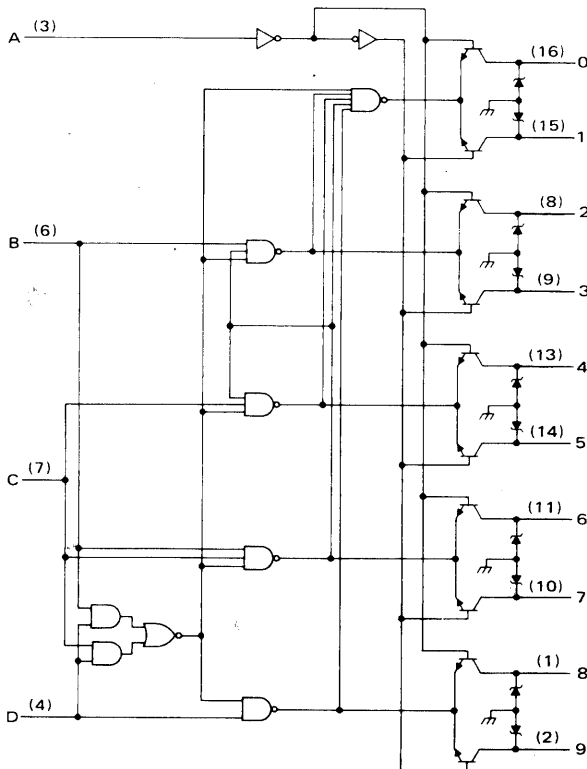 A (3)
(16) 0
(15) 1
B (6)
(8) 2
(9) 3
(13) 4
(14) 5
C (7)
(11) 6
(10) 7
D (4)
(1) 8
(2) 9